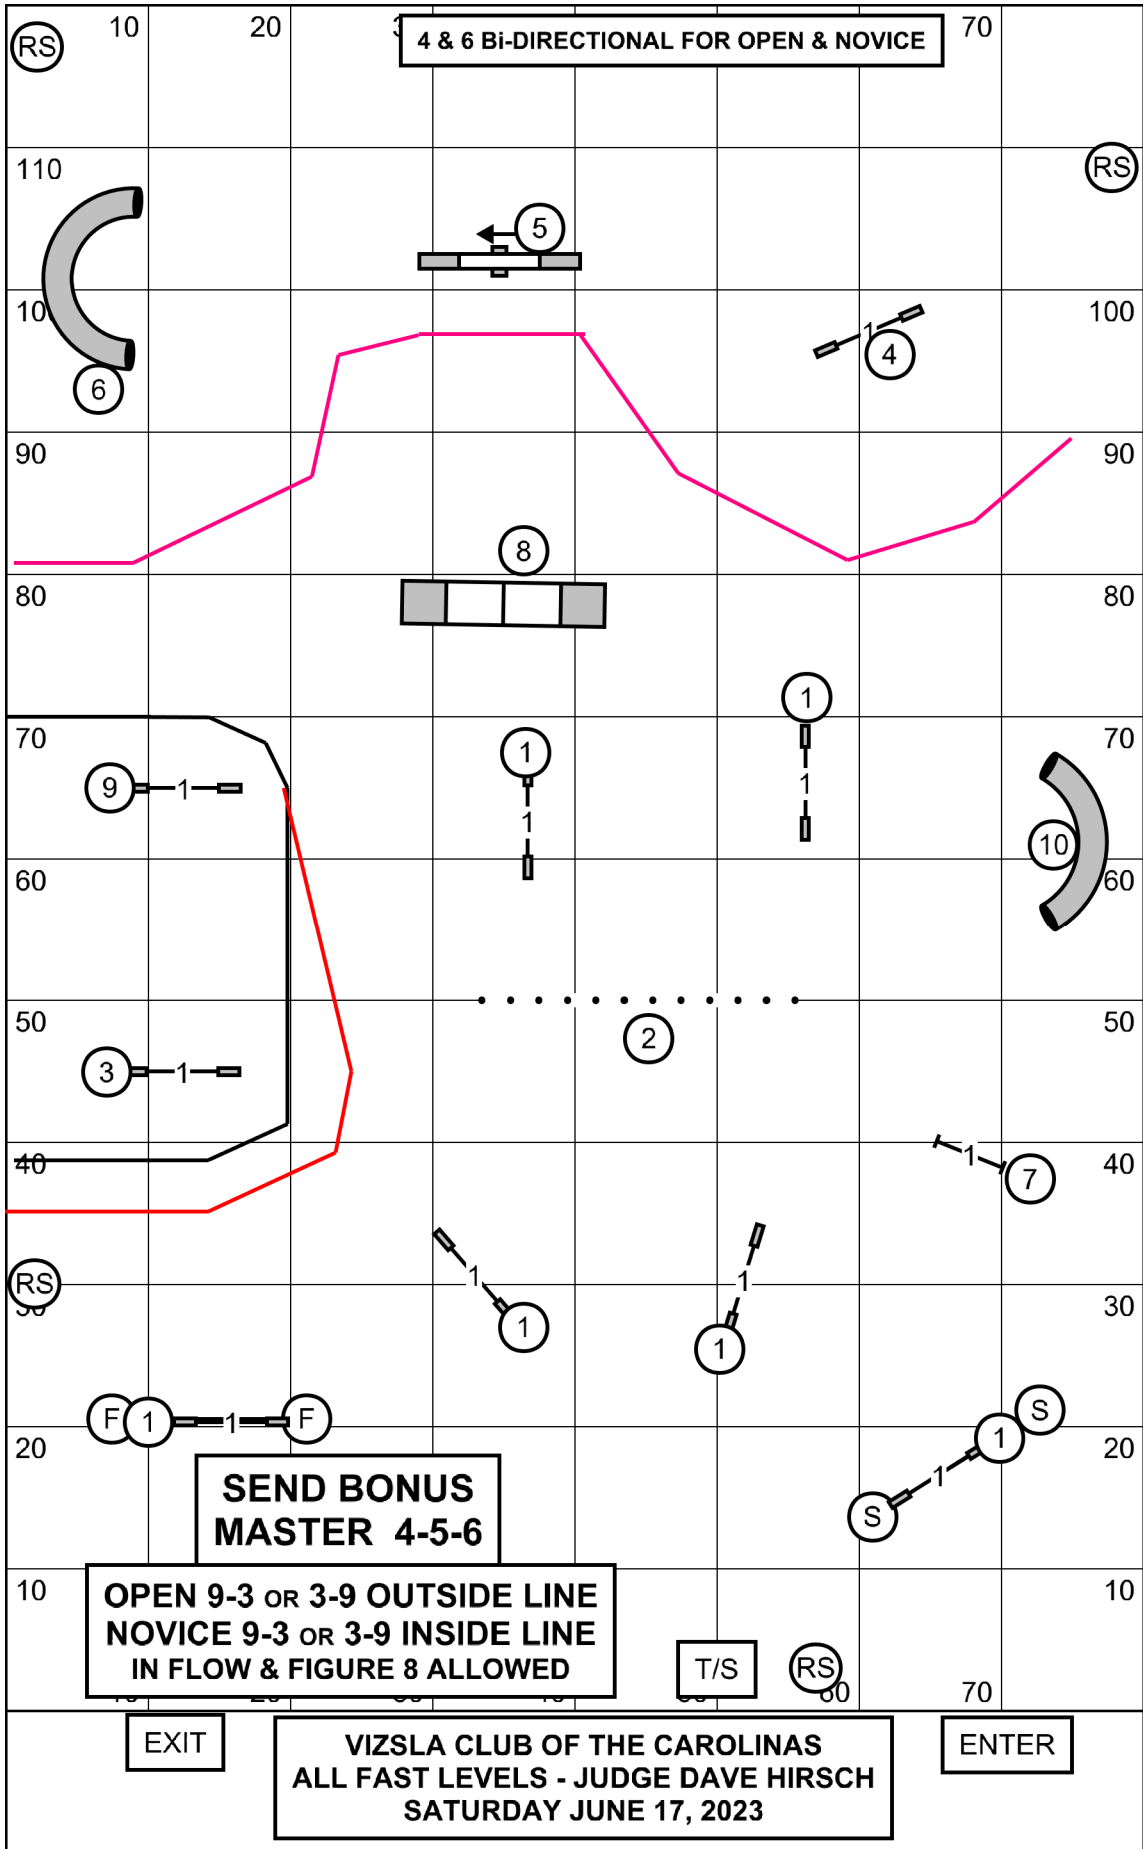 10 20 70
RS
4 & 6 Bi-DIRECTIONAL FOR OPEN & NOVICE
110
RS
5
100
1
4
6
90 90
8
80 80
1
70 70
1
9 1
1
1
10
60 60
50 50
2
3 1
40 40
1
7
RS
1
1
30
1
1
F 1 1 F
S
1
20
1
S
SEND BONUS
MASTER 4-5-6
10 10
OPEN 9-3 OR 3-9 OUTSIDE LINE
NOVICE 9-3 OR 3-9 INSIDE LINE
IN FLOW & FIGURE 8 ALLOWED
T/S
RS
60 70
EXIT
ENTER
VIZSLA CLUB OF THE CAROLINAS
ALL FAST LEVELS - JUDGE DAVE HIRSCH
SATURDAY JUNE 17, 2023